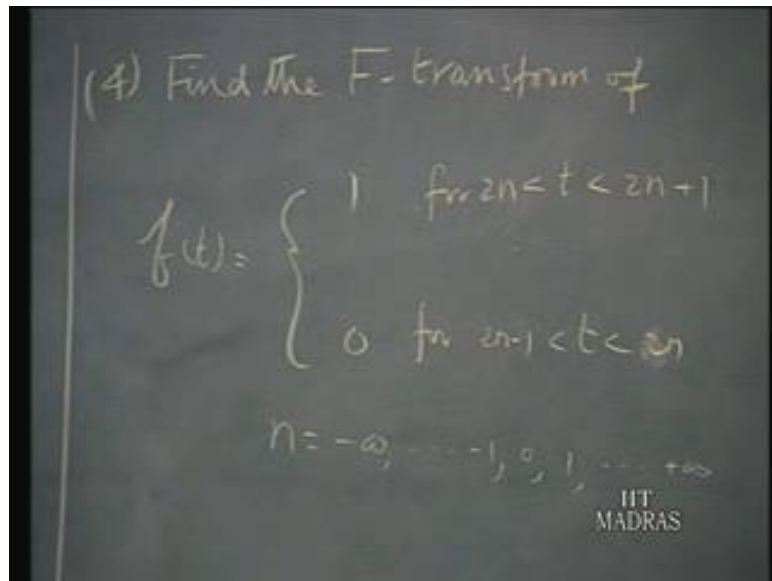 (4) Find the F-transform of
f(t) = { 1 for 2n < t < 2n+1
0 for 2n-1 < t < 2n
n = -∞, ... -1, 0, 1, ... +∞
IIT
MADRAS